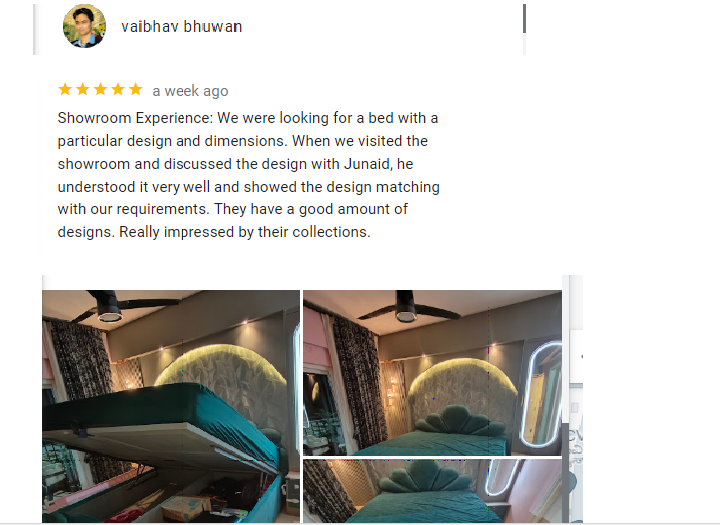 vaibhav bhuwan
a week ago
Showroom Experience: We were looking for a bed with a
particular design and dimensions. When we visited the
showroom and discussed the design with Junaid, he
understood it very well and showed the design matching
with our requirements. They have a good amount of
designs. Really impressed by their collections.